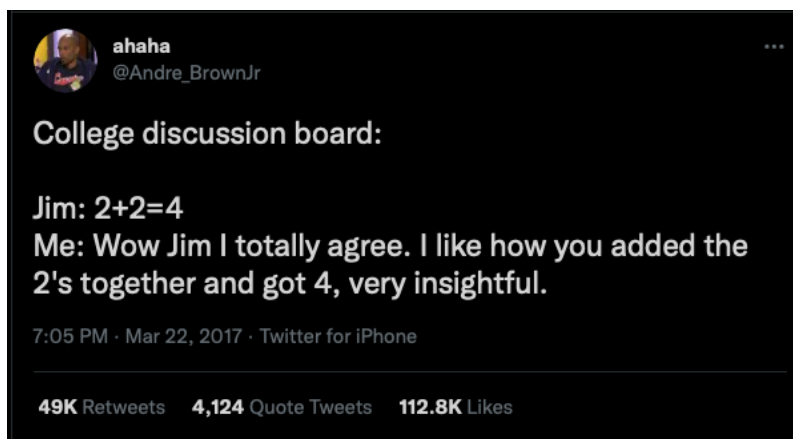 ahaha
@Andre_BrownJr
College discussion board:
Jim: 2+2=4
Me: Wow Jim I totally agree. I like how you added the
2's together and got 4, very insightful.
7:05 PM · Mar 22, 2017 · Twitter for iPhone
49K Retweets 4,124 Quote Tweets 112.8K Likes